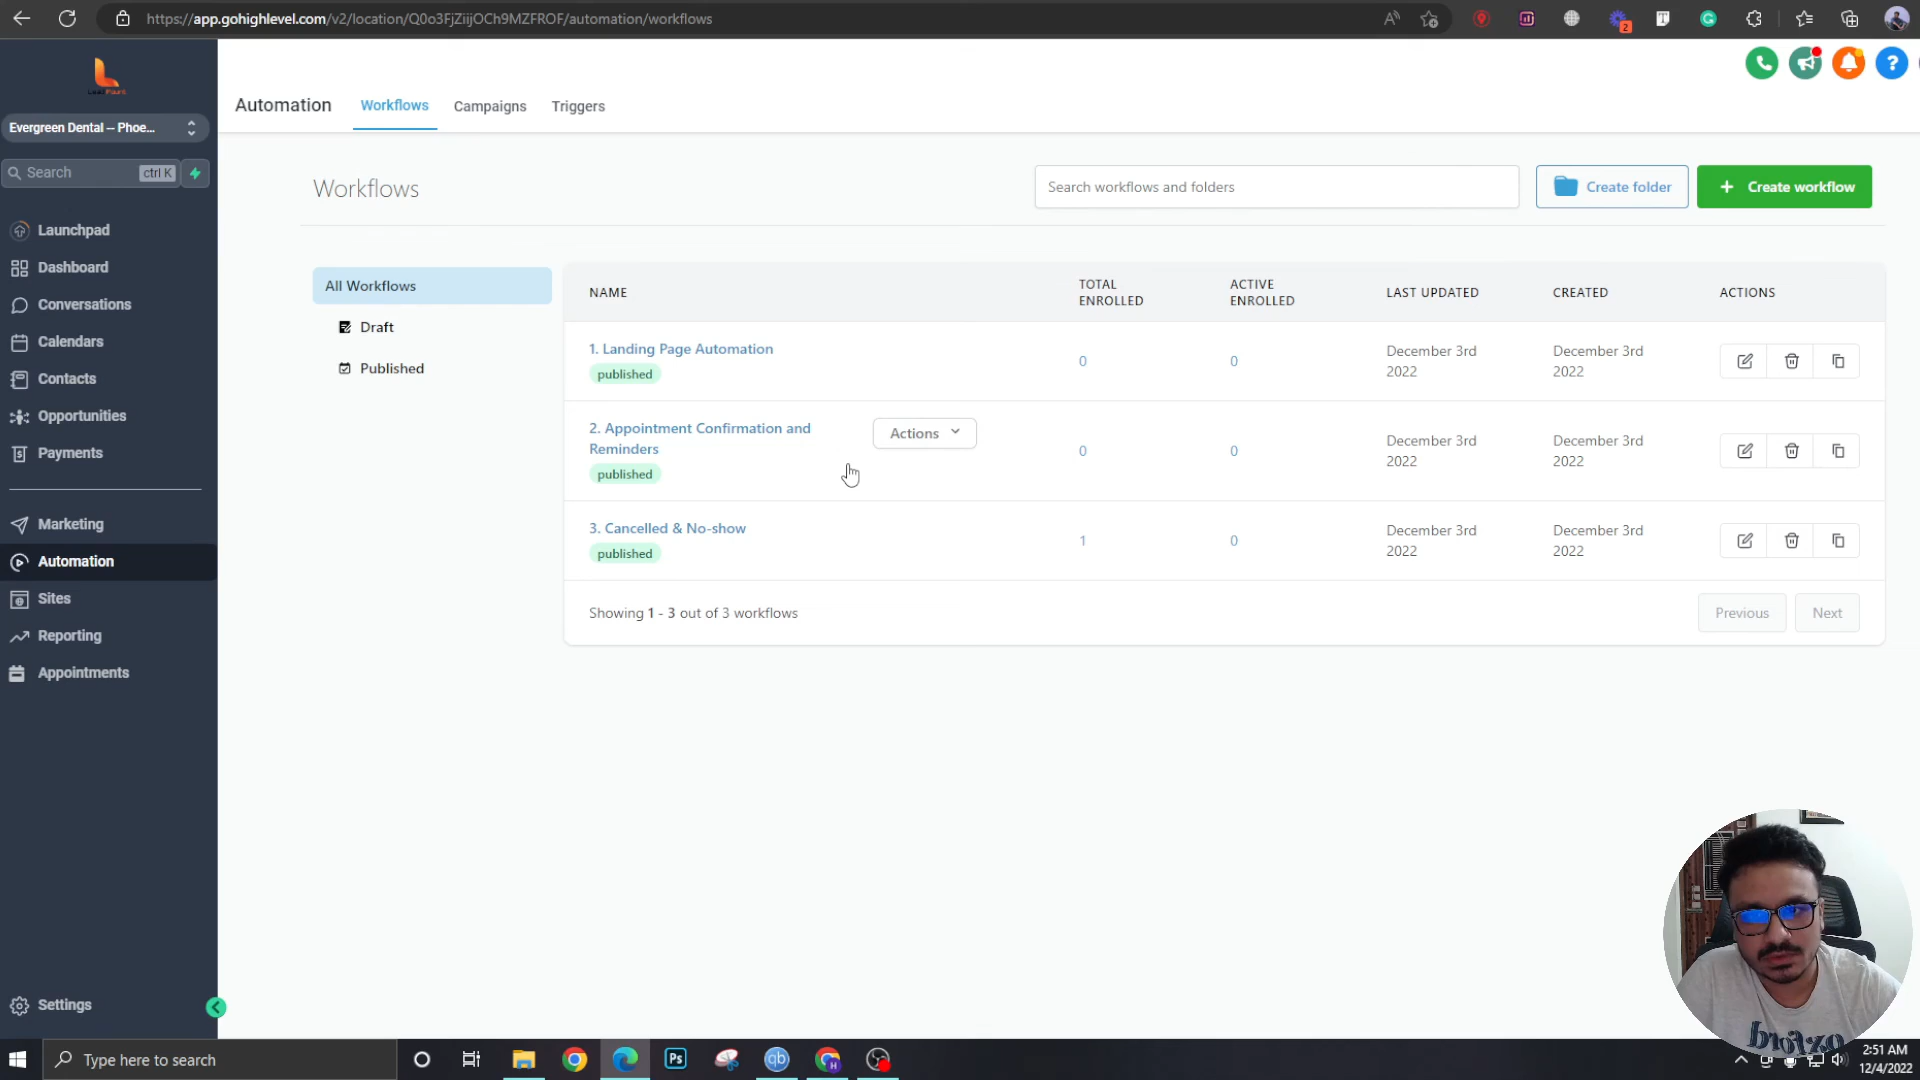 https://app.gohighlevel.com/v2/location/Q0o3FjZiijOCh9MZFROF/automation/workflows
2
Evergreen Dental – Phoe...
Search ctrl K
Launchpad
Dashboard
Conversations
Calendars
Contacts
Opportunities
Payments
Marketing
Automation
Sites
Reporting
Appointments
Settings
Automation Workflows Campaigns Triggers
Workflows
Search workflows and folders
Create folder
+ Create workflow
All Workflows
Draft
Published
NAME TOTAL ENROLLED ACTIVE ENROLLED LAST UPDATED CREATED ACTIONS
1. Landing Page Automation
published
0 0 December 3rd 2022 December 3rd 2022
2. Appointment Confirmation and
Reminders
published
Actions
0 0 December 3rd 2022 December 3rd 2022
3. Cancelled & No-show
published
1 0 December 3rd 2022 December 3rd 2022
Showing 1 - 3 out of 3 workflows
Previous Next
Type here to search
Ps
qb
H
2:51 AM
12/4/2022